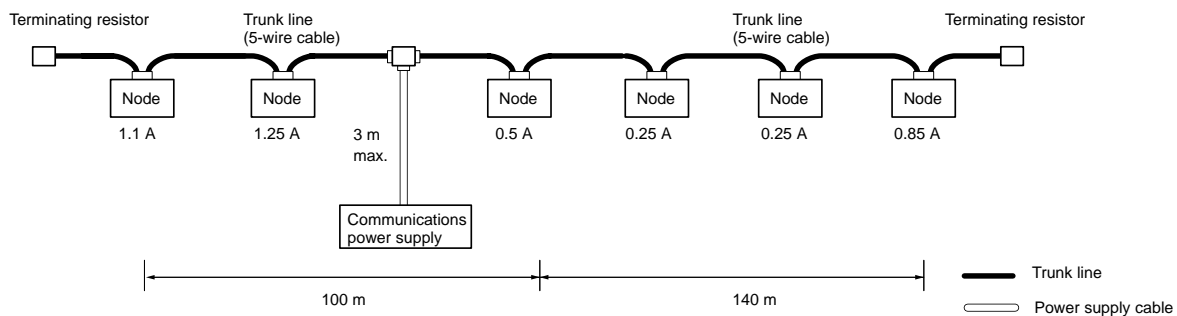 Terminating resistor
Trunk line
(5-wire cable)
Trunk line
(5-wire cable)
Terminating resistor
Node
Node
Node
Node
Node
Node
1.1 A
1.25 A
3 m
max.
0.5 A
0.25 A
0.25 A
0.85 A
Communications
power supply
100 m
140 m
Trunk line
Power supply cable